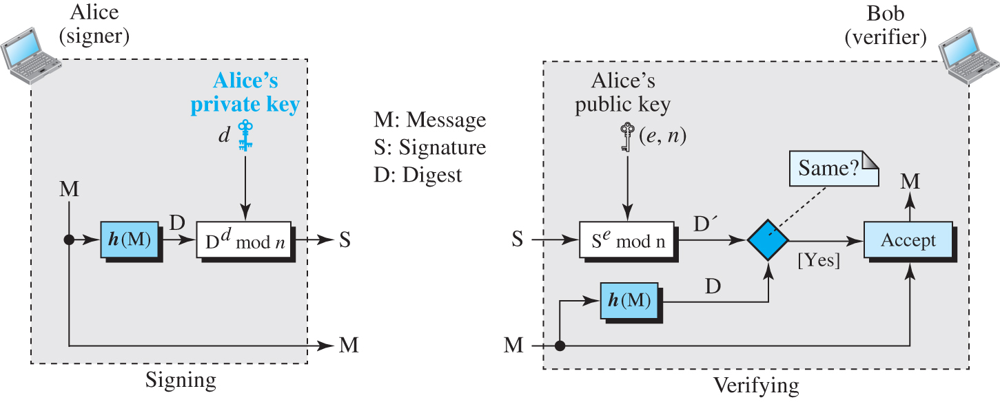 Alice
(signer)
Alice's
private key
d
M
h(M)
D
D^d mod n
S
M
Signing
M: Message
S: Signature
D: Digest
Bob
(verifier)
Alice's
public key
(e, n)
Same?
M
S
S^e mod n
D′
[Yes]
Accept
h(M)
D
M
Verifying